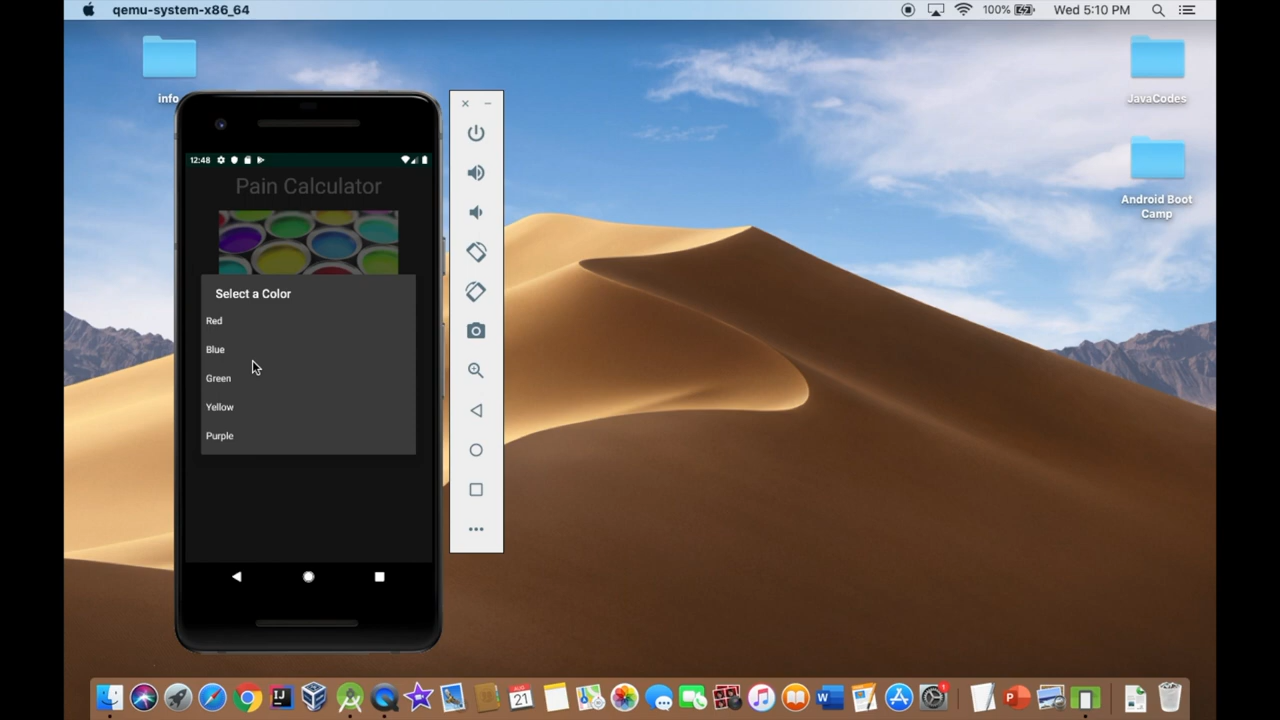 qemu-system-x86_64
100%
Wed 5:10 PM
info
JavaCodes
Android Boot
Camp
12:48
Pain Calculator
Select a Color
Red
Blue
Green
Yellow
Purple
21